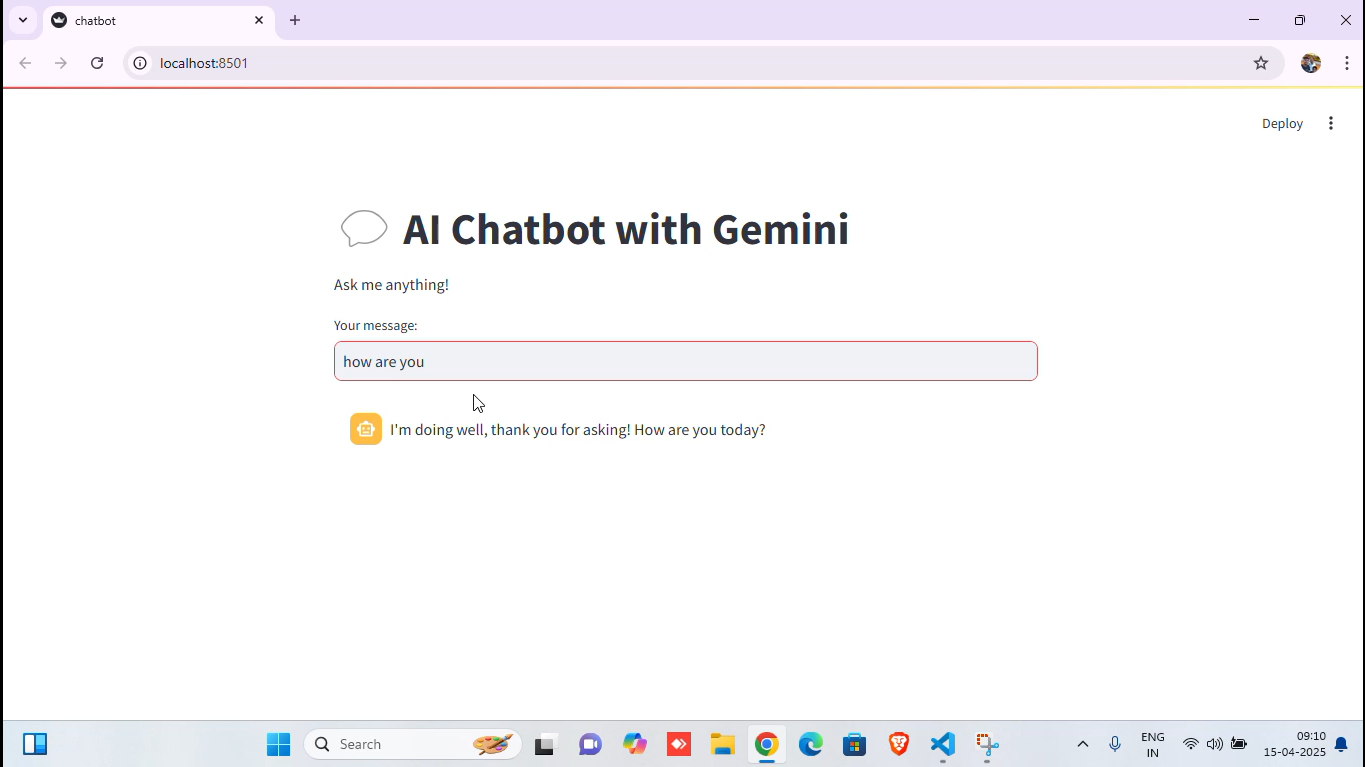 chatbot
localhost:8501
Deploy
AI Chatbot with Gemini
Ask me anything!
Your message:
how are you
I'm doing well, thank you for asking! How are you today?
Search
ENG
IN
09:10
15-04-2025